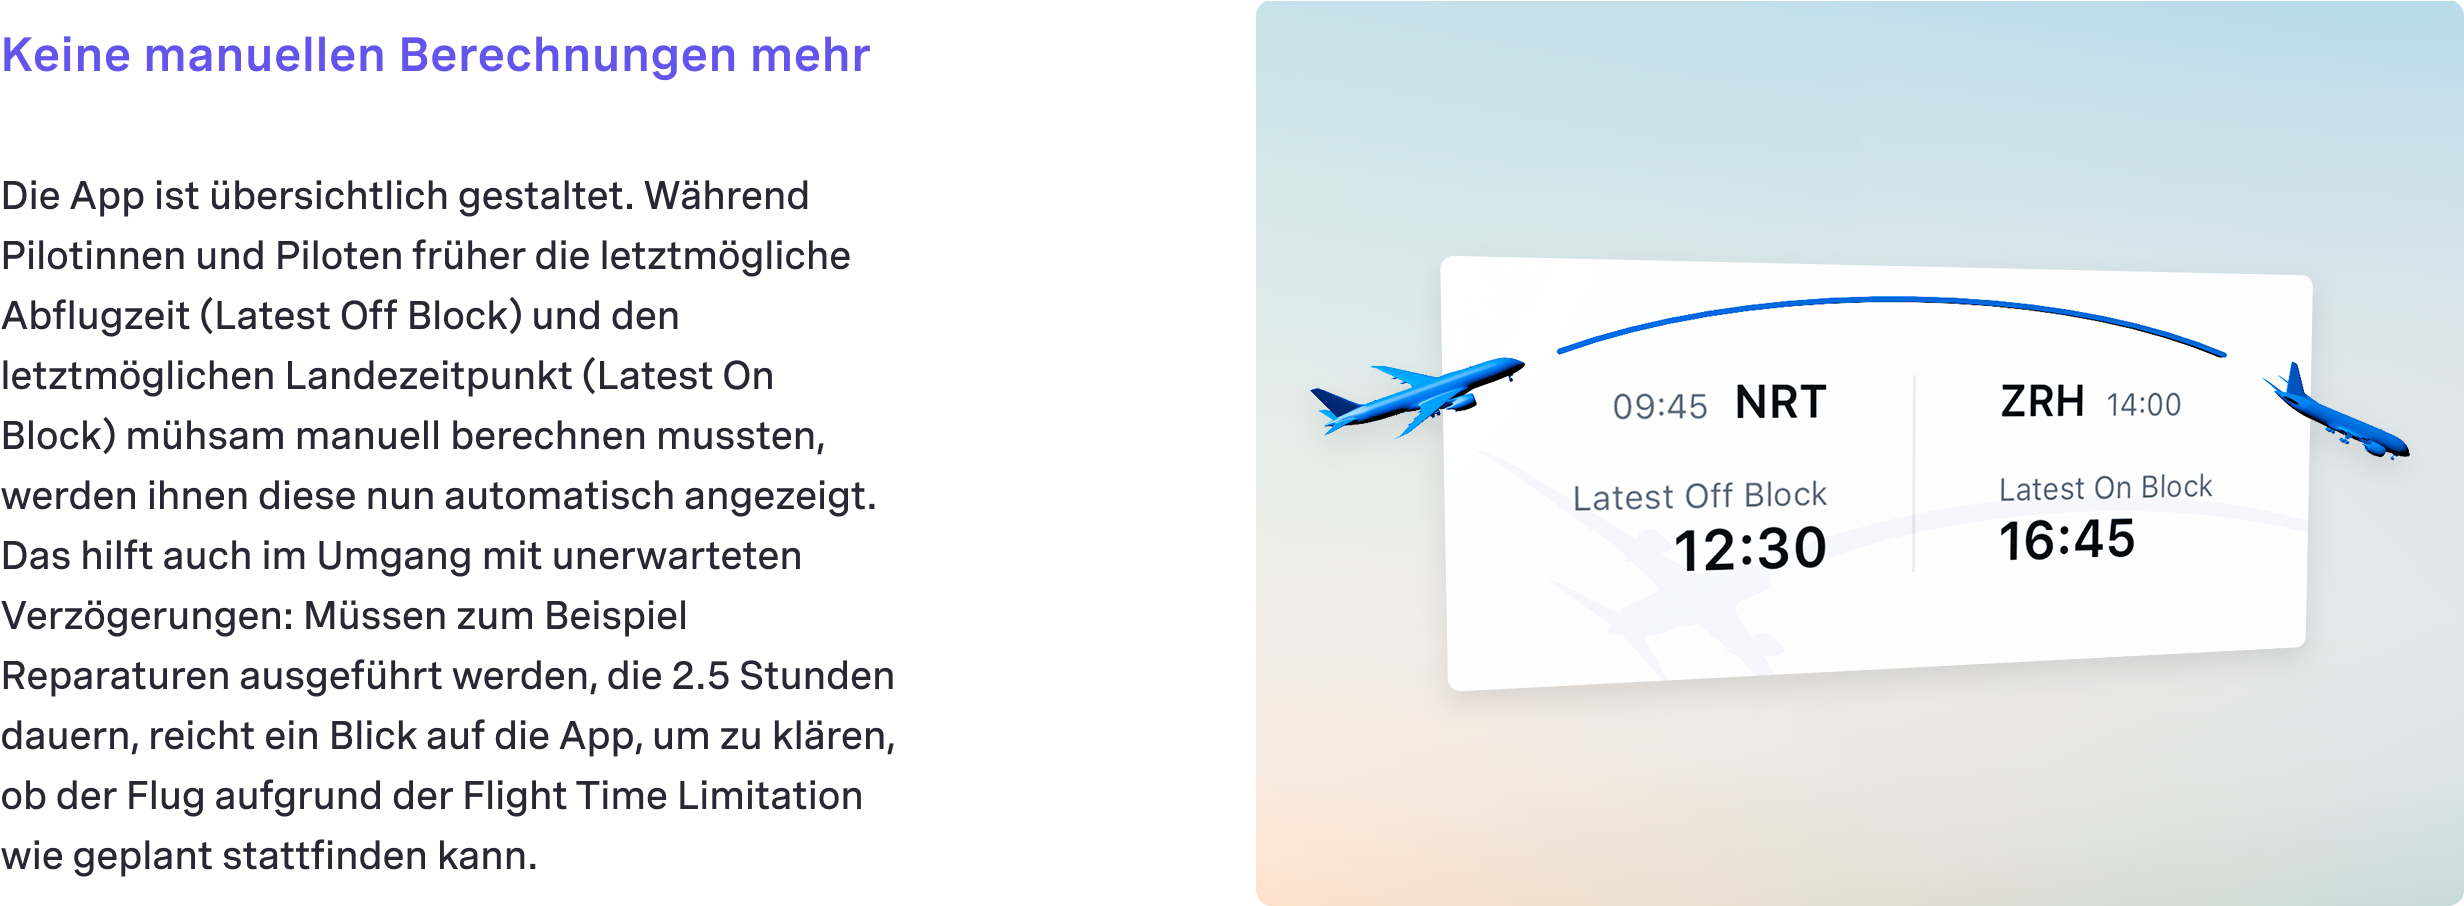 Keine manuellen Berechnungen mehr
Die App ist übersichtlich gestaltet. Während
Pilotinnen und Piloten früher die letztmögliche
Abflugzeit (Latest Off Block) und den
letztmöglichen Landezeitpunkt (Latest On
Block) mühsam manuell berechnen mussten,
werden ihnen diese nun automatisch angezeigt.
Das hilft auch im Umgang mit unerwarteten
Verzögerungen: Müssen zum Beispiel
Reparaturen ausgeführt werden, die 2.5 Stunden
dauern, reicht ein Blick auf die App, um zu klären,
ob der Flug aufgrund der Flight Time Limitation
wie geplant stattfinden kann.
09:45 NRT
Latest Off Block
12:30
ZRH 14:00
Latest On Block
16:45